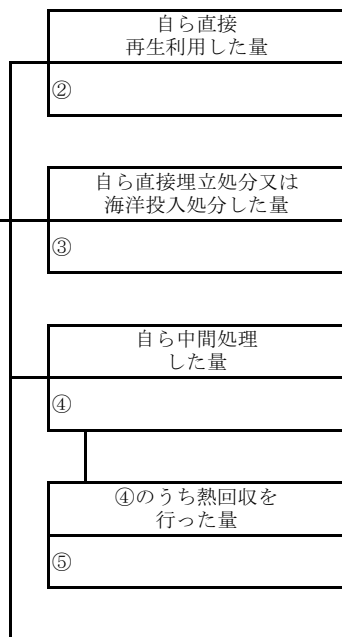 自ら直接
再生利用した量
②
自ら直接埋立処分又は
海洋投入処分した量
③
自ら中間処理
した量
④
④のうち熱回収を
行った量
⑤